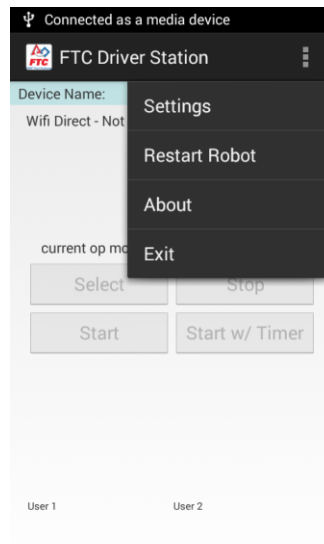 Connected as a media device
FTC FTC Driver Station
Device Name:
Settings
Wifi Direct - Not
Restart Robot
About
current op mo
Exit
Select Stop
Start Start w/ Timer
User 1 User 2